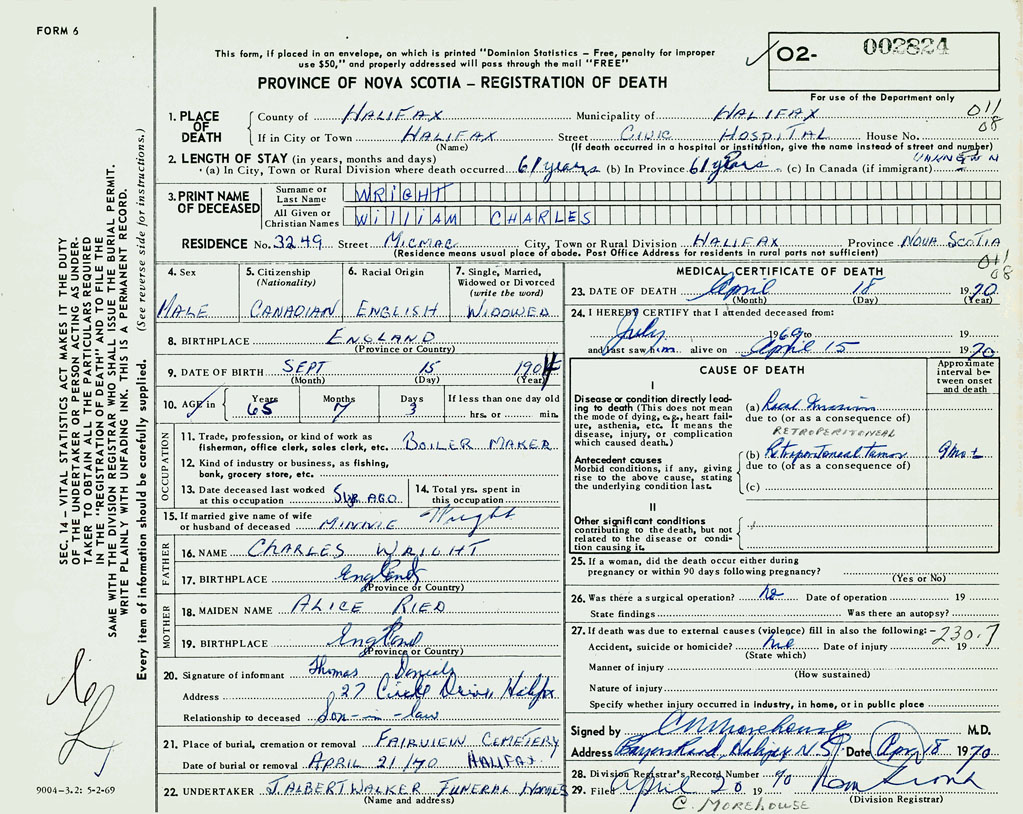 FORM 6
This form, if placed in an envelope, on which is printed "Dominion Statistics – Free, penalty for improper
use $50," and properly addressed will pass through the mail "FREE"
PROVINCE OF NOVA SCOTIA – REGISTRATION OF DEATH
O2- 002824
For use of the Department only
1. PLACE OF DEATH
County of HALIFAX Municipality of HALIFAX 011 08
If in City or Town HALIFAX Street CIVIC HOSPITAL House No.
(Name) (If death occurred in a hospital or institution, give the name instead of street and number)
2. LENGTH OF STAY (in years, months and days) UNKNOWN
(a) In City, Town or Rural Division where death occurred 61 years (b) In Province 61 years (c) In Canada (if immigrant)
3. PRINT NAME OF DECEASED
Surname or Last Name WRIGHT
All Given or Christian Names WILLIAM CHARLES
RESIDENCE No. 3249 Street MICMAC City, Town or Rural Division HALIFAX Province NOVA SCOTIA
(Residence means usual place of abode. Post Office Address for residents in rural parts not sufficient) 011 08
4. Sex MALE
5. Citizenship (Nationality) CANADIAN
6. Racial Origin ENGLISH
7. Single, Married, Widowed or Divorced (write the word) WIDOWED
8. BIRTHPLACE ENGLAND
(Province or Country)
9. DATE OF BIRTH SEPT 15 1904
(Month) (Day) (Year)
10. AGE in Years 65 Months 7 Days 3 If less than one day old
hrs. or min.
OCCUPATION
11. Trade, profession, or kind of work as
fisherman, office clerk, sales clerk, etc. BOILER MAKER
12. Kind of industry or business, as fishing,
bank, grocery store, etc.
13. Date deceased last worked
at this occupation AGO
14. Total yrs. spent in
this occupation
15. If married give name of wife
or husband of deceased MINNIE Wright
FATHER
16. NAME CHARLES WRIGHT
17. BIRTHPLACE England
(Province or Country)
MOTHER
18. MAIDEN NAME ALICE RIED
19. BIRTHPLACE England
(Province or Country)
20. Signature of informant Thomas Daniels
Address 27 Circle Drive, Halifax
Relationship to deceased Son-in-law
21. Place of burial, cremation or removal FAIRVIEW CEMETERY
Date of burial or removal APRIL 21/70 HALIFAX
22. UNDERTAKER J. ALBERT WALKER FUNERAL HOMES
(Name and address)
MEDICAL CERTIFICATE OF DEATH
23. DATE OF DEATH April 18 1970
(Month) (Day) (Year)
24. I HEREBY CERTIFY that I attended deceased from:
July 1969 to 19
and last saw him alive on April 15 1970
CAUSE OF DEATH
Approximate interval between onset and death
I
Disease or condition directly leading
to death (This does not mean
the mode of dying, e.g., heart failure,
asthenia, etc. It means the
disease, injury, or complication
which caused death.)
(a) Local Invasion
due to (or as a consequence of)
RETROPERITONEAL
Antecedent causes
Morbid conditions, if any, giving
rise to the above cause, stating
the underlying condition last.
(b) Retroperitoneal tumor 9 mos
due to (or as a consequence of)
(c)
II
Other significant conditions
contributing to the death, but not
related to the disease or condition
causing it.
25. If a woman, did the death occur either during
pregnancy or within 90 days following pregnancy?
(Yes or No)
26. Was there a surgical operation? No Date of operation 19
State findings Was there an autopsy?
27. If death was due to external causes (violence) fill in also the following: – 230.7
Accident, suicide or homicide? Date of injury 19
(State which)
Manner of injury
(How sustained)
Nature of injury
Specify whether injury occurred in industry, in home, or in public place
Signed by C N Morehouse M.D.
Address Bayers Road, Halifax N.S. Date Apr 18 1970
28. Division Registrar's Record Number
29. Filed April 20 1970
C. MOREHOUSE (Division Registrar)
SEC. 14 – VITAL STATISTICS ACT MAKES IT THE DUTY
OF THE UNDERTAKER OR PERSON ACTING AS UNDERTAKER
TO OBTAIN ALL THE PARTICULARS REQUIRED
IN THE "REGISTRATION OF DEATH" AND TO FILE THE
SAME WITH THE DIVISION REGISTRAR WHO SHALL ISSUE THE BURIAL PERMIT.
WRITE PLAINLY WITH UNFADING INK. THIS IS A PERMANENT RECORD.
Every item of information should be carefully supplied. (See reverse side for instructions.)
9004–3.2: 5-2-69